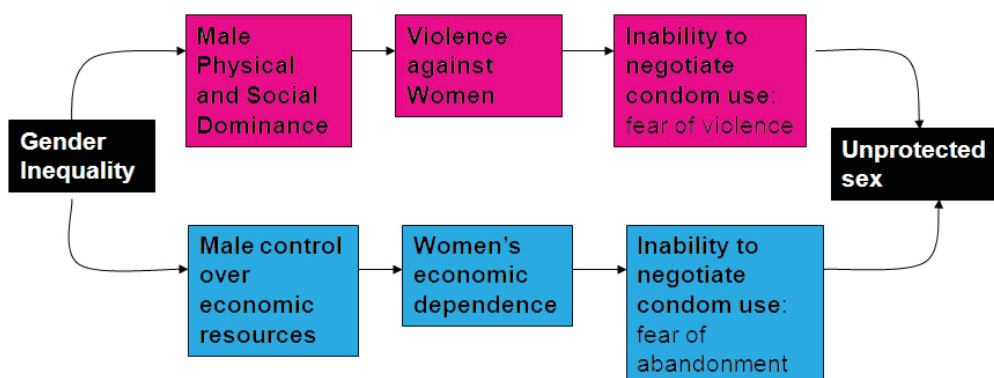 Gender
Inequality
Male
Physical
and Social
Dominance
Violence
against
Women
Inability to
negotiate
condom use:
fear of violence
Male control
over
economic
resources
Women's
economic
dependence
Inability to
negotiate
condom use:
fear of
abandonment
Unprotected
sex